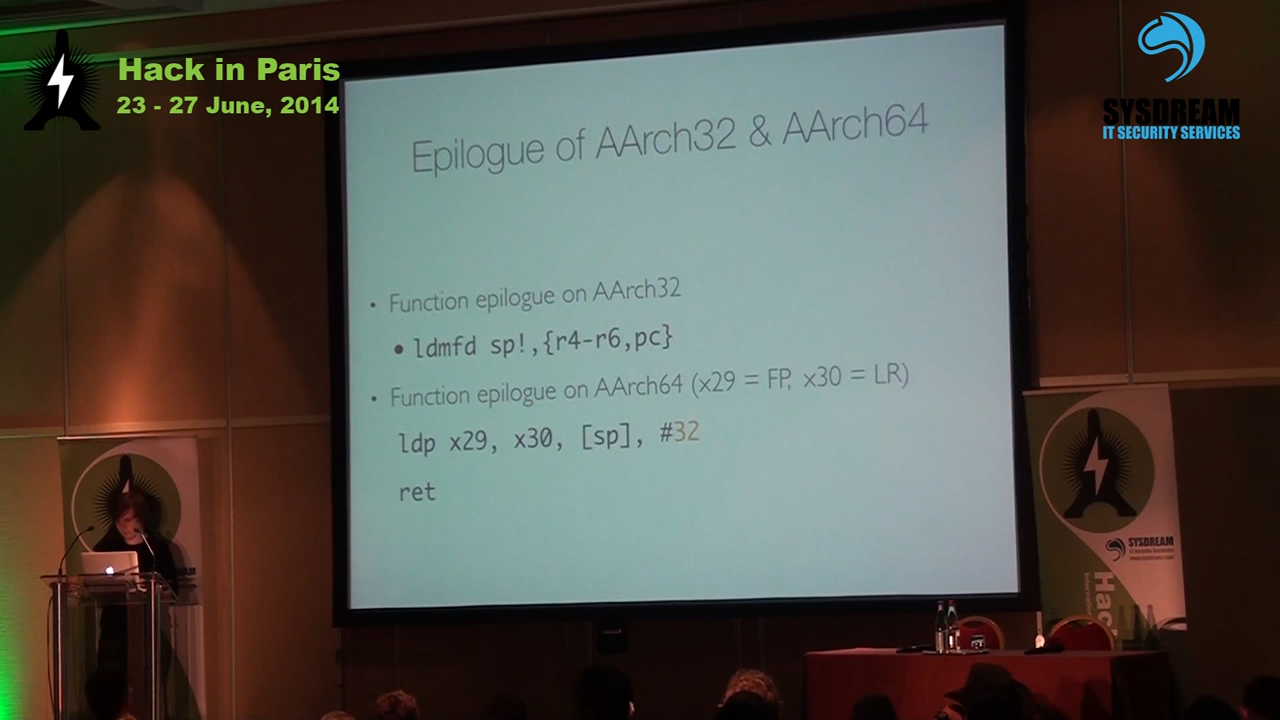 Hack in Paris
23 - 27 June, 2014
SYSDREAM
IT SECURITY SERVICES
Epilogue of AArch32 & AArch64
• Function epilogue on AArch32
• ldmfd sp!,{r4-r6,pc}
• Function epilogue on AArch64 (x29 = FP, x30 = LR)
ldp x29, x30, [sp], #32
ret
SYSDREAM
Hac